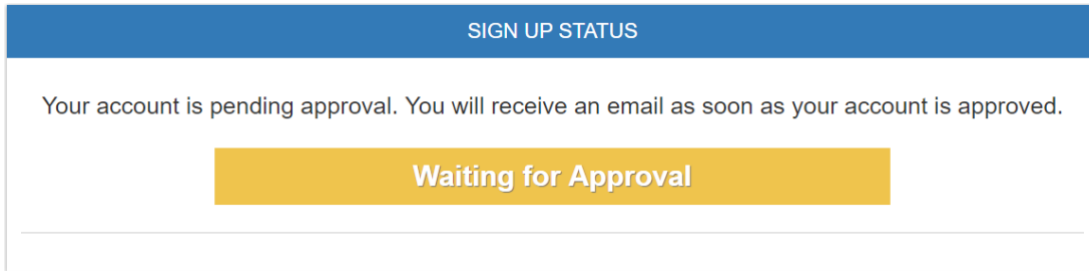 SIGN UP STATUS
Your account is pending approval. You will receive an email as soon as your account is approved.
Waiting for Approval